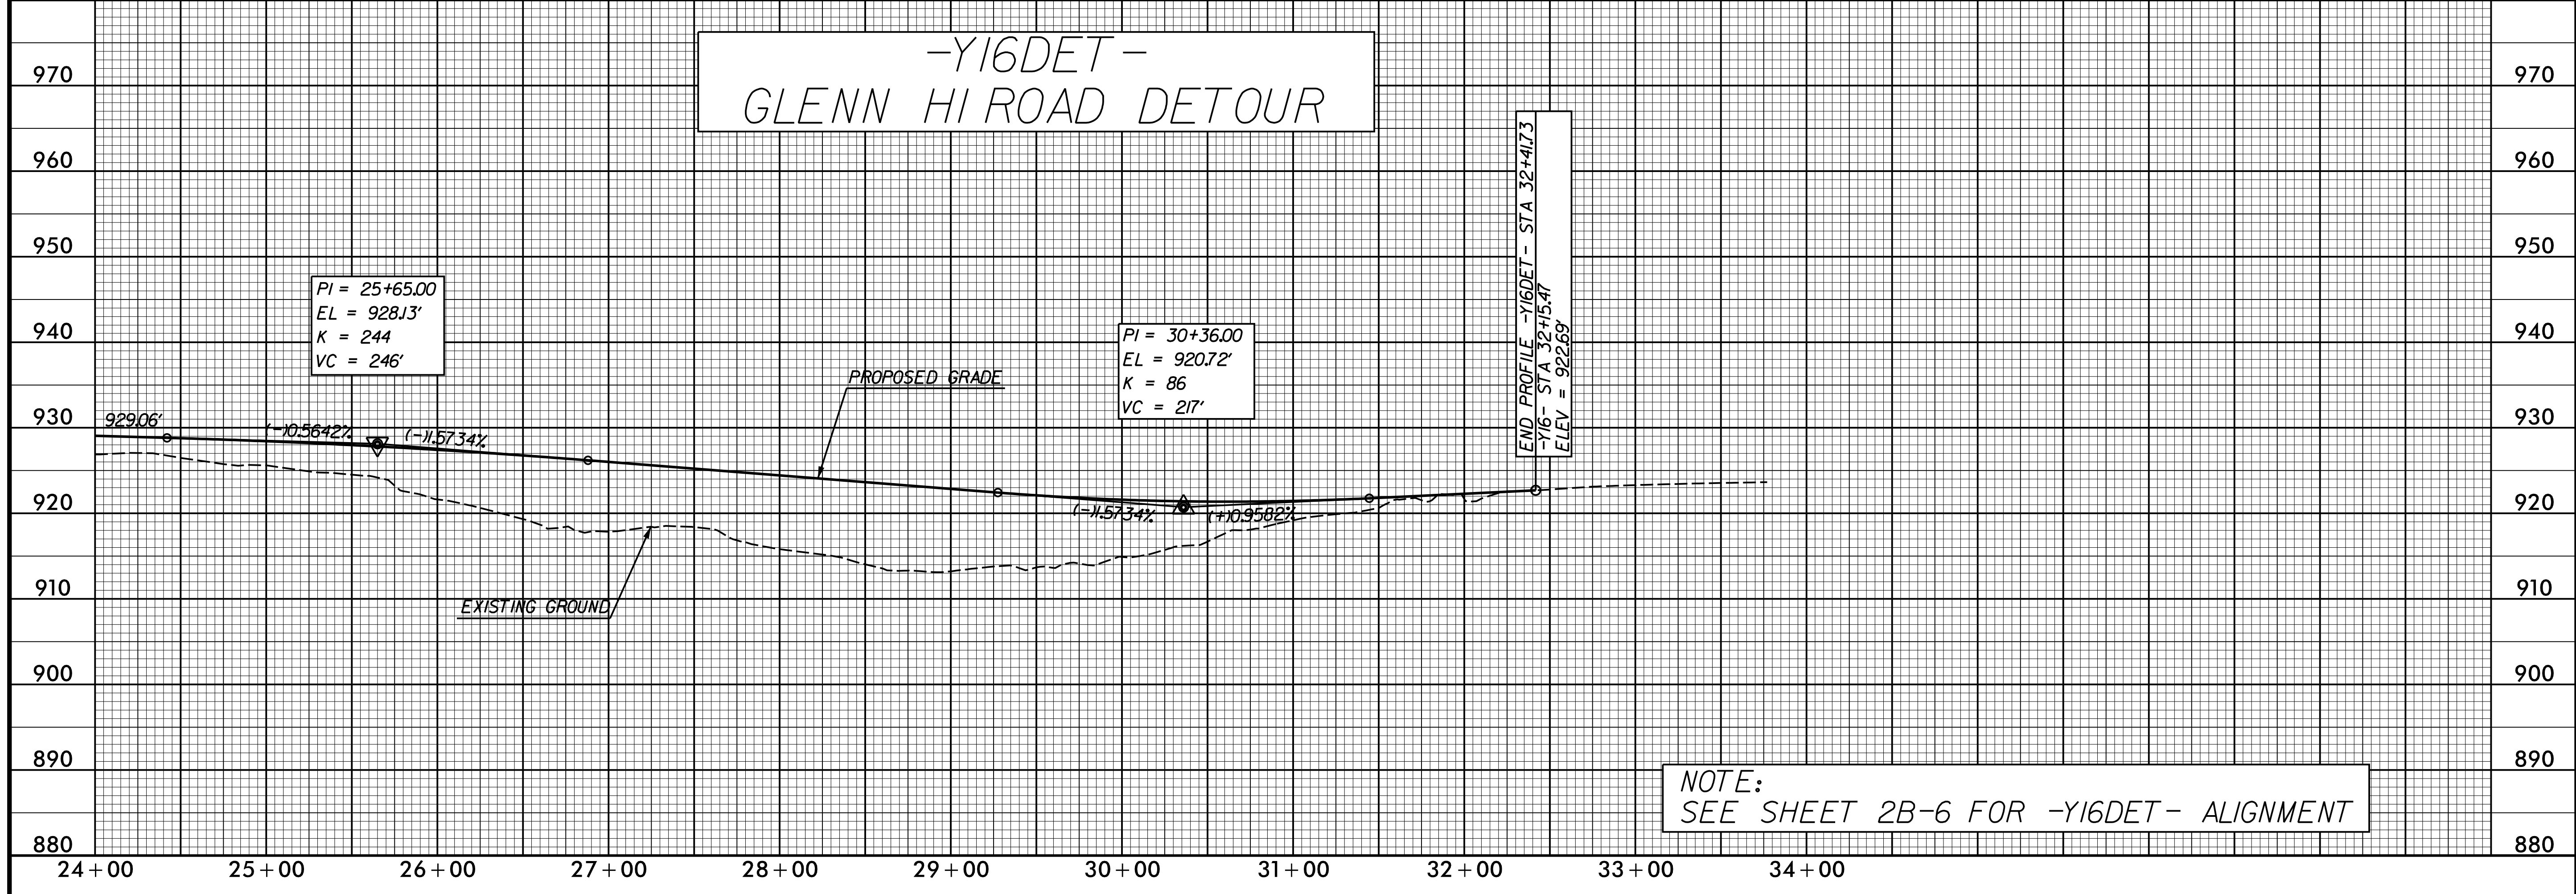 -Y16DET-
GLENN HI ROAD DETOUR
970
970
960
960
950
950
940
940
930
930
920
920
910
910
900
900
890
890
880
880
PI = 25+65.00
EL = 928.13'
K = 244
VC = 246'
PI = 30+36.00
EL = 920.72'
K = 86
VC = 217'
END PROFILE -Y16DET- STA 32+41.73
-Y16- STA 32+15.47
ELEV = 922.69'
PROPOSED GRADE
929.06'
(-)0.5642%
(-)1.5734%
(-)1.5734%
(+)0.9582%
EXISTING GROUND
NOTE:
SEE SHEET 2B-6 FOR -Y16DET- ALIGNMENT
24+00 25+00 26+00 27+00 28+00 29+00 30+00 31+00 32+00 33+00 34+00